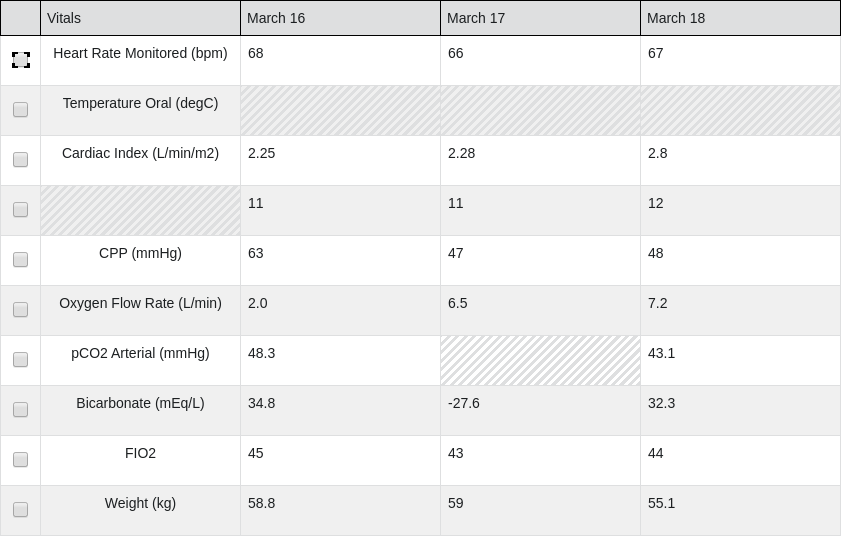 Vitals March 16 March 17 March 18
Heart Rate Monitored (bpm) 68 66 67
Temperature Oral (degC)
Cardiac Index (L/min/m2) 2.25 2.28 2.8
11 11 12
CPP (mmHg) 63 47 48
Oxygen Flow Rate (L/min) 2.0 6.5 7.2
pCO2 Arterial (mmHg) 48.3 43.1
Bicarbonate (mEq/L) 34.8 -27.6 32.3
FIO2 45 43 44
Weight (kg) 58.8 59 55.1